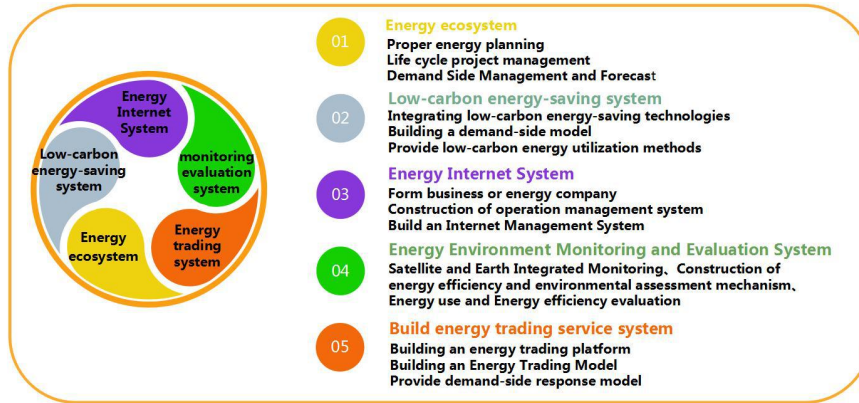 Energy
Internet
System
monitoring
evaluation
system
Low-carbon
energy-saving
system
Energy
ecosystem
Energy
trading
system
01
Energy ecosystem
Proper energy planning
Life cycle project management
Demand Side Management and Forecast
02
Low-carbon energy-saving system
Integrating low-carbon energy-saving technologies
Building a demand-side model
Provide low-carbon energy utilization methods
03
Energy Internet System
Form business or energy company
Construction of operation management system
Build an Internet Management System
04
Energy Environment Monitoring and Evaluation System
Satellite and Earth Integrated Monitoring、Construction of
energy efficiency and environmental assessment mechanism、
Energy use and Energy efficiency evaluation
05
Build energy trading service system
Building an energy trading platform
Building an Energy Trading Model
Provide demand-side response model